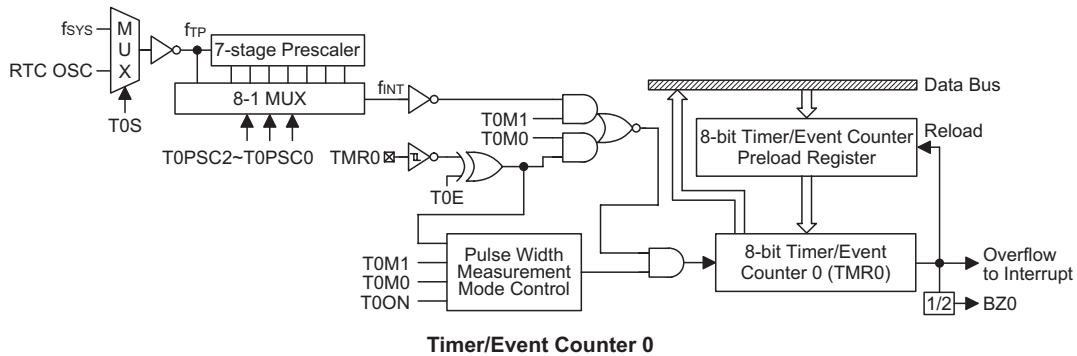 fSYS
RTC OSC
M
U
X
T0S
fTP
7-stage Prescaler
8-1 MUX
T0PSC2~T0PSC0
fINT
T0M1
T0M0
TMR0
T0E
T0M1
T0M0
T0ON
Pulse Width
Measurement
Mode Control
Data Bus
8-bit Timer/Event Counter
Preload Register
Reload
8-bit Timer/Event
Counter 0 (TMR0)
Overflow
to Interrupt
1/2
BZ0
Timer/Event Counter 0